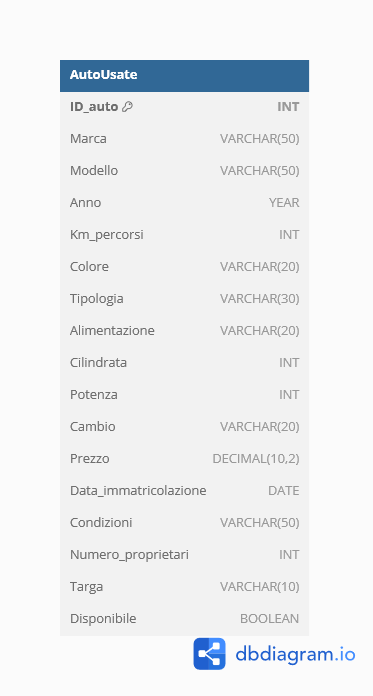 AutoUsate
ID_auto INT
Marca VARCHAR(50)
Modello VARCHAR(50)
Anno YEAR
Km_percorsi INT
Colore VARCHAR(20)
Tipologia VARCHAR(30)
Alimentazione VARCHAR(20)
Cilindrata INT
Potenza INT
Cambio VARCHAR(20)
Prezzo DECIMAL(10,2)
Data_immatricolazione DATE
Condizioni VARCHAR(50)
Numero_proprietari INT
Targa VARCHAR(10)
Disponibile BOOLEAN
dbdiagram.io